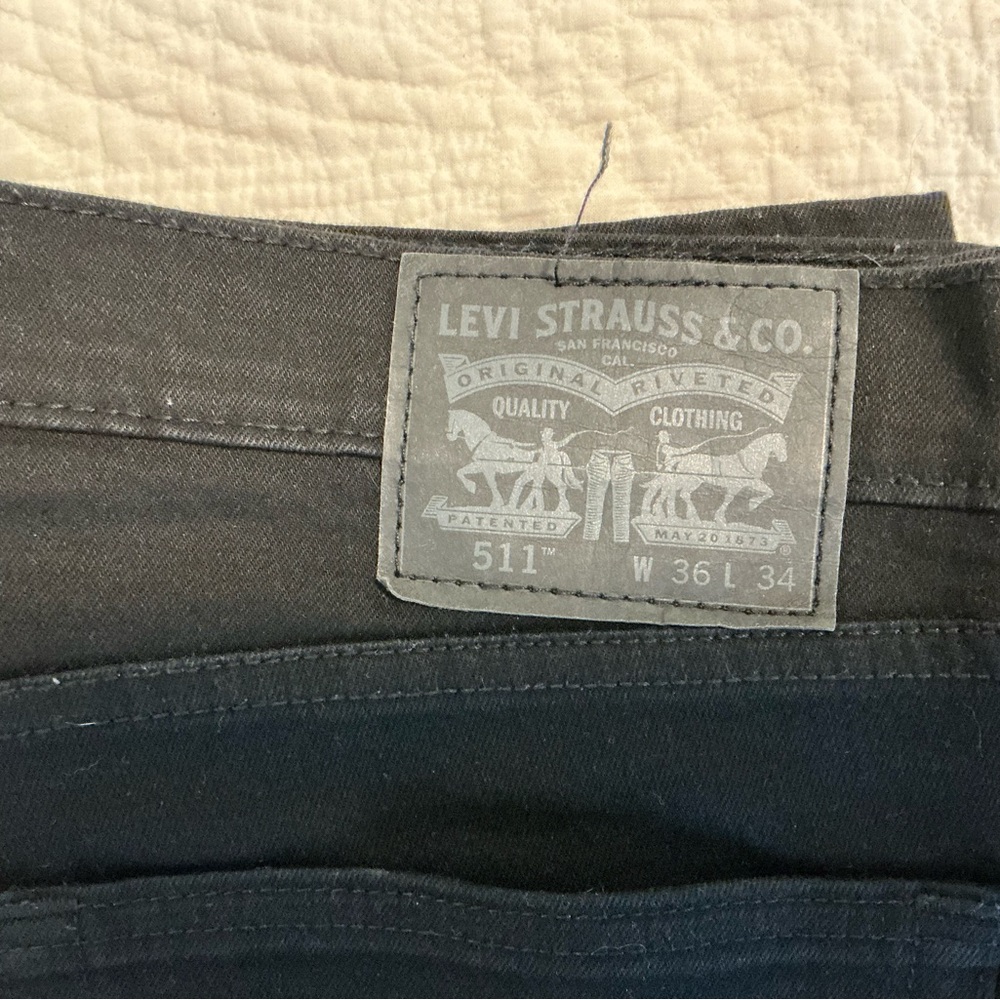 LEVI STRAUSS & CO.
SAN FRANCISCO
CAL.
ORIGINAL RIVETED
QUALITY CLOTHING
PATENTED MAY 20 1873 ®
511™ W 36 L 34